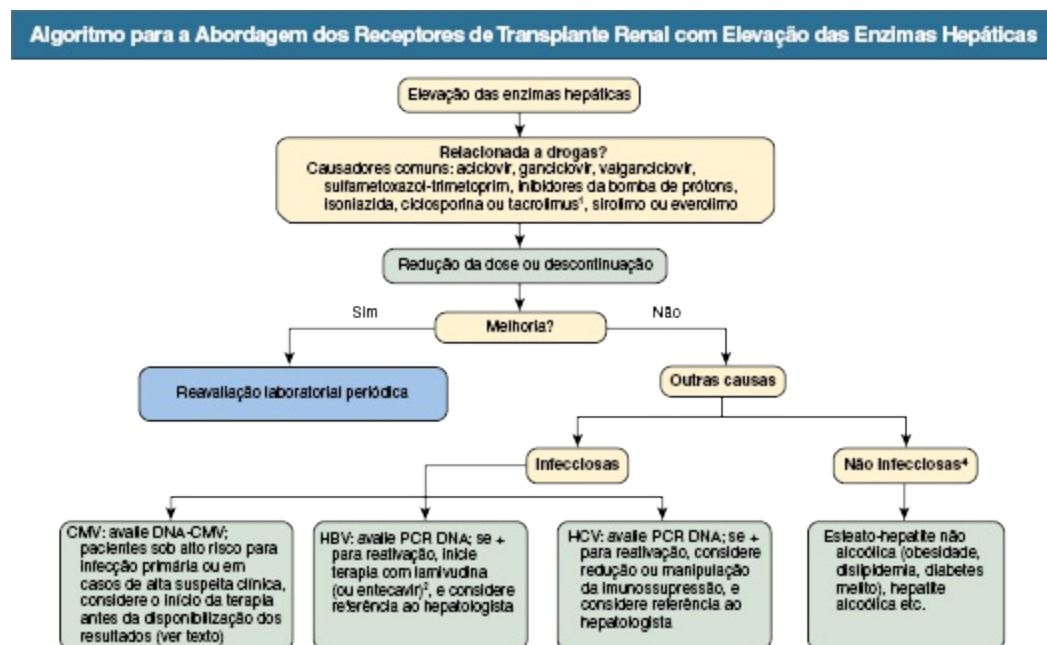 Algoritmo para a Abordagem dos Receptores de Transplante Renal com Elevação das Enzimas Hepáticas
Elevação das enzimas hepáticas
Relacionada a drogas?
Causadores comuns: aciclovir, ganciclovir, valganciclovir,
sulfametoxazol-trimetoprim, inibidores da bomba de prótons,
isoniazida, ciclosporina ou tacrolimus¹, sirolimo ou everolimo
Redução da dose ou descontinuação
Sim
Melhoria?
Não
Reavaliação laboratorial periódica
Outras causas
Infecciosas
Não infecciosas⁴
CMV: avalie DNA-CMV;
pacientes sob alto risco para
infecção primária ou em
casos de alta suspeita clínica,
considere o início da terapia
antes da disponibilização dos
resultados (ver texto)
HBV: avalie PCR DNA; se +
para reativação, inicie
terapia com lamivudina
(ou entecavir)², e considere
referência ao hepatologista
HCV: avalie PCR DNA; se +
para reativação, considere
redução ou manipulação
da imunossupressão, e
considere referência ao
hepatologista
Esteato-hepatite não
alcoólica (obesidade,
dislipidemia, diabetes
melito), hepatite
alcoólica etc.